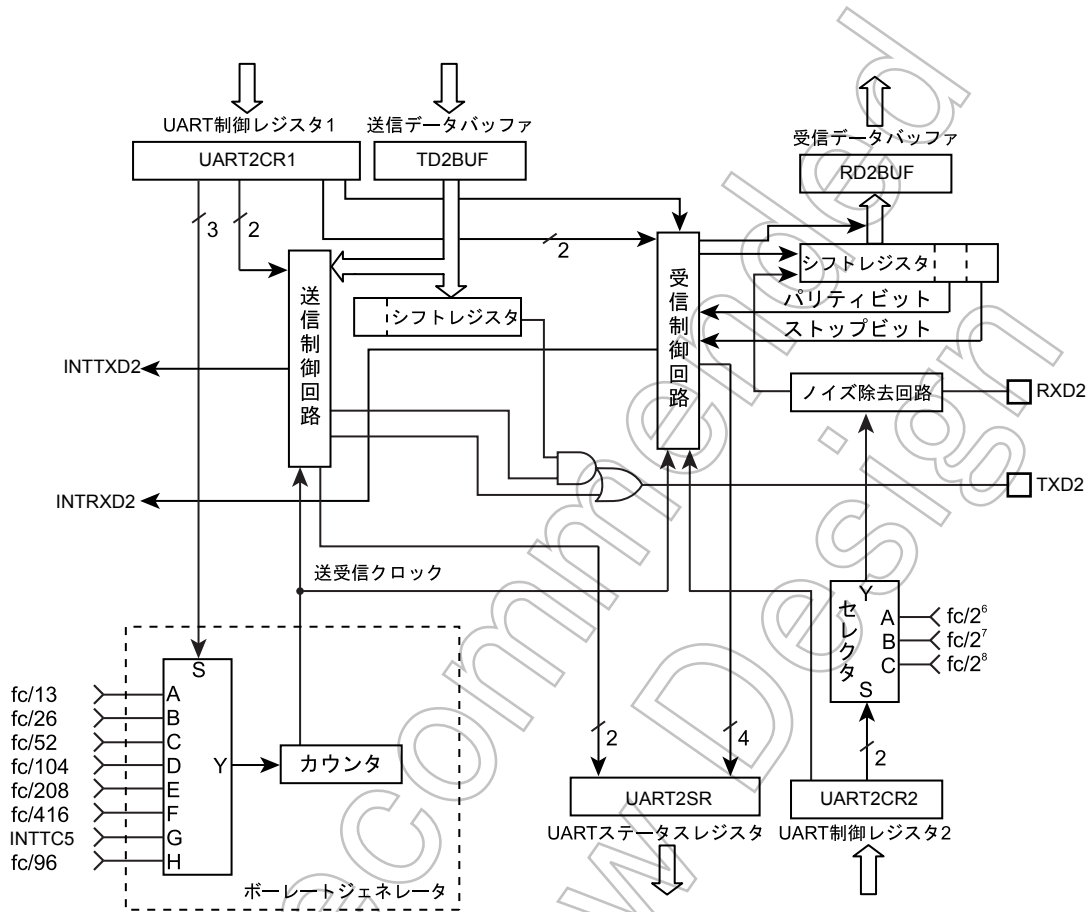 UART制御レジスタ1
送信データバッファ
受信データバッファ
UART2CR1
TD2BUF
RD2BUF
3
2
2
送信制御回路
受信制御回路
シフトレジスタ
シフトレジスタ
パリティビット
ストップビット
INTTXD2
ノイズ除去回路
RXD2
INTRXD2
TXD2
送受信クロック
Y
セレクタ
A
B
C
S
fc/2⁶
fc/2⁷
fc/2⁸
S
fc/13
A
fc/26
B
fc/52
C
fc/104
D
Y
カウンタ
fc/208
E
fc/416
F
INTTC5
G
fc/96
H
2
4
2
UART2SR
UART2CR2
UARTステータスレジスタ
UART制御レジスタ2
ボーレートジェネレータ
ecommended
w Design